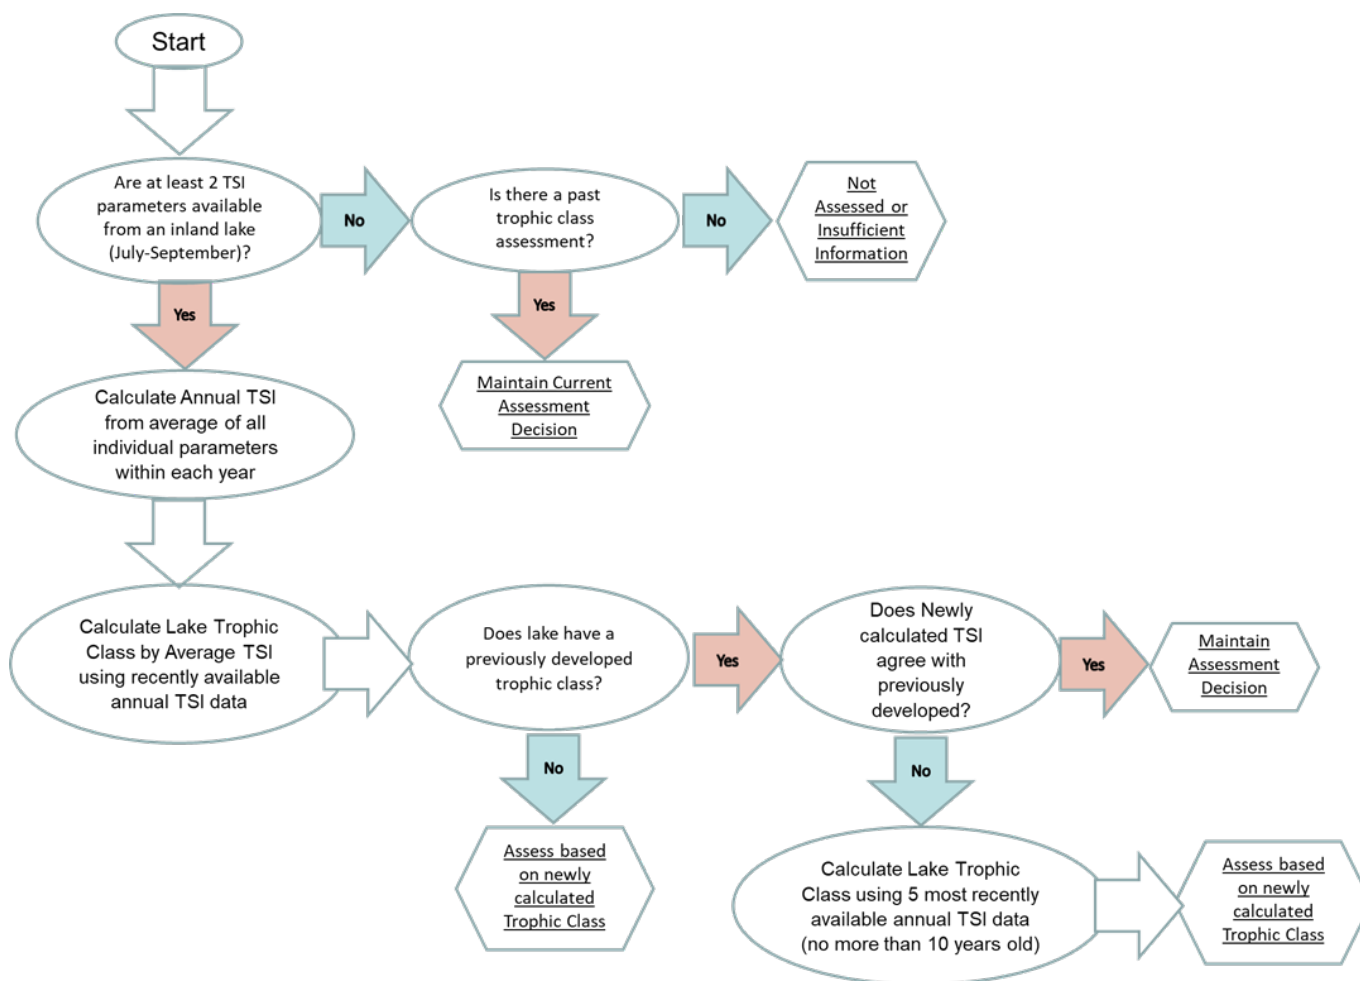 Start
Are at least 2 TSI
parameters available
from an inland lake
(July-September)?
No
Is there a past
trophic class
assessment?
No
Not
Assessed or
Insufficient
Information
Yes
Yes
Maintain Current
Assessment
Decision
Calculate Annual TSI
from average of all
individual parameters
within each year
Calculate Lake Trophic
Class by Average TSI
using recently available
annual TSI data
Does lake have a
previously developed
trophic class?
Yes
Does Newly
calculated TSI
agree with
previously
developed?
Yes
Maintain
Assessment
Decision
No
No
Assess based
on newly
calculated
Trophic Class
Calculate Lake Trophic
Class using 5 most recently
available annual TSI data
(no more than 10 years old)
Assess based
on newly
calculated
Trophic Class